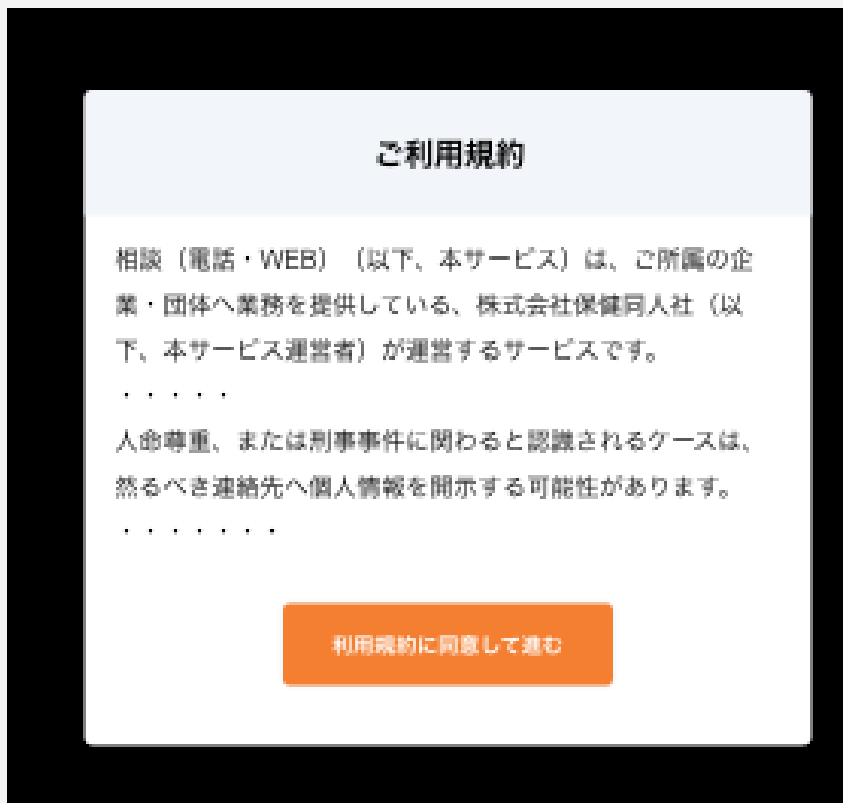 ご利用規約
相談（電話・WEB）（以下、本サービス）は、ご所属の企
業・団体へ業務を提供している、株式会社保健同人社（以
下、本サービス運営者）が運営するサービスです。
・・・・・
人命尊重、または刑事事件に関わると認識されるケースは、
然るべき連絡先へ個人情報を開示する可能性があります。
・・・・・・・
利用規約に同意して進む